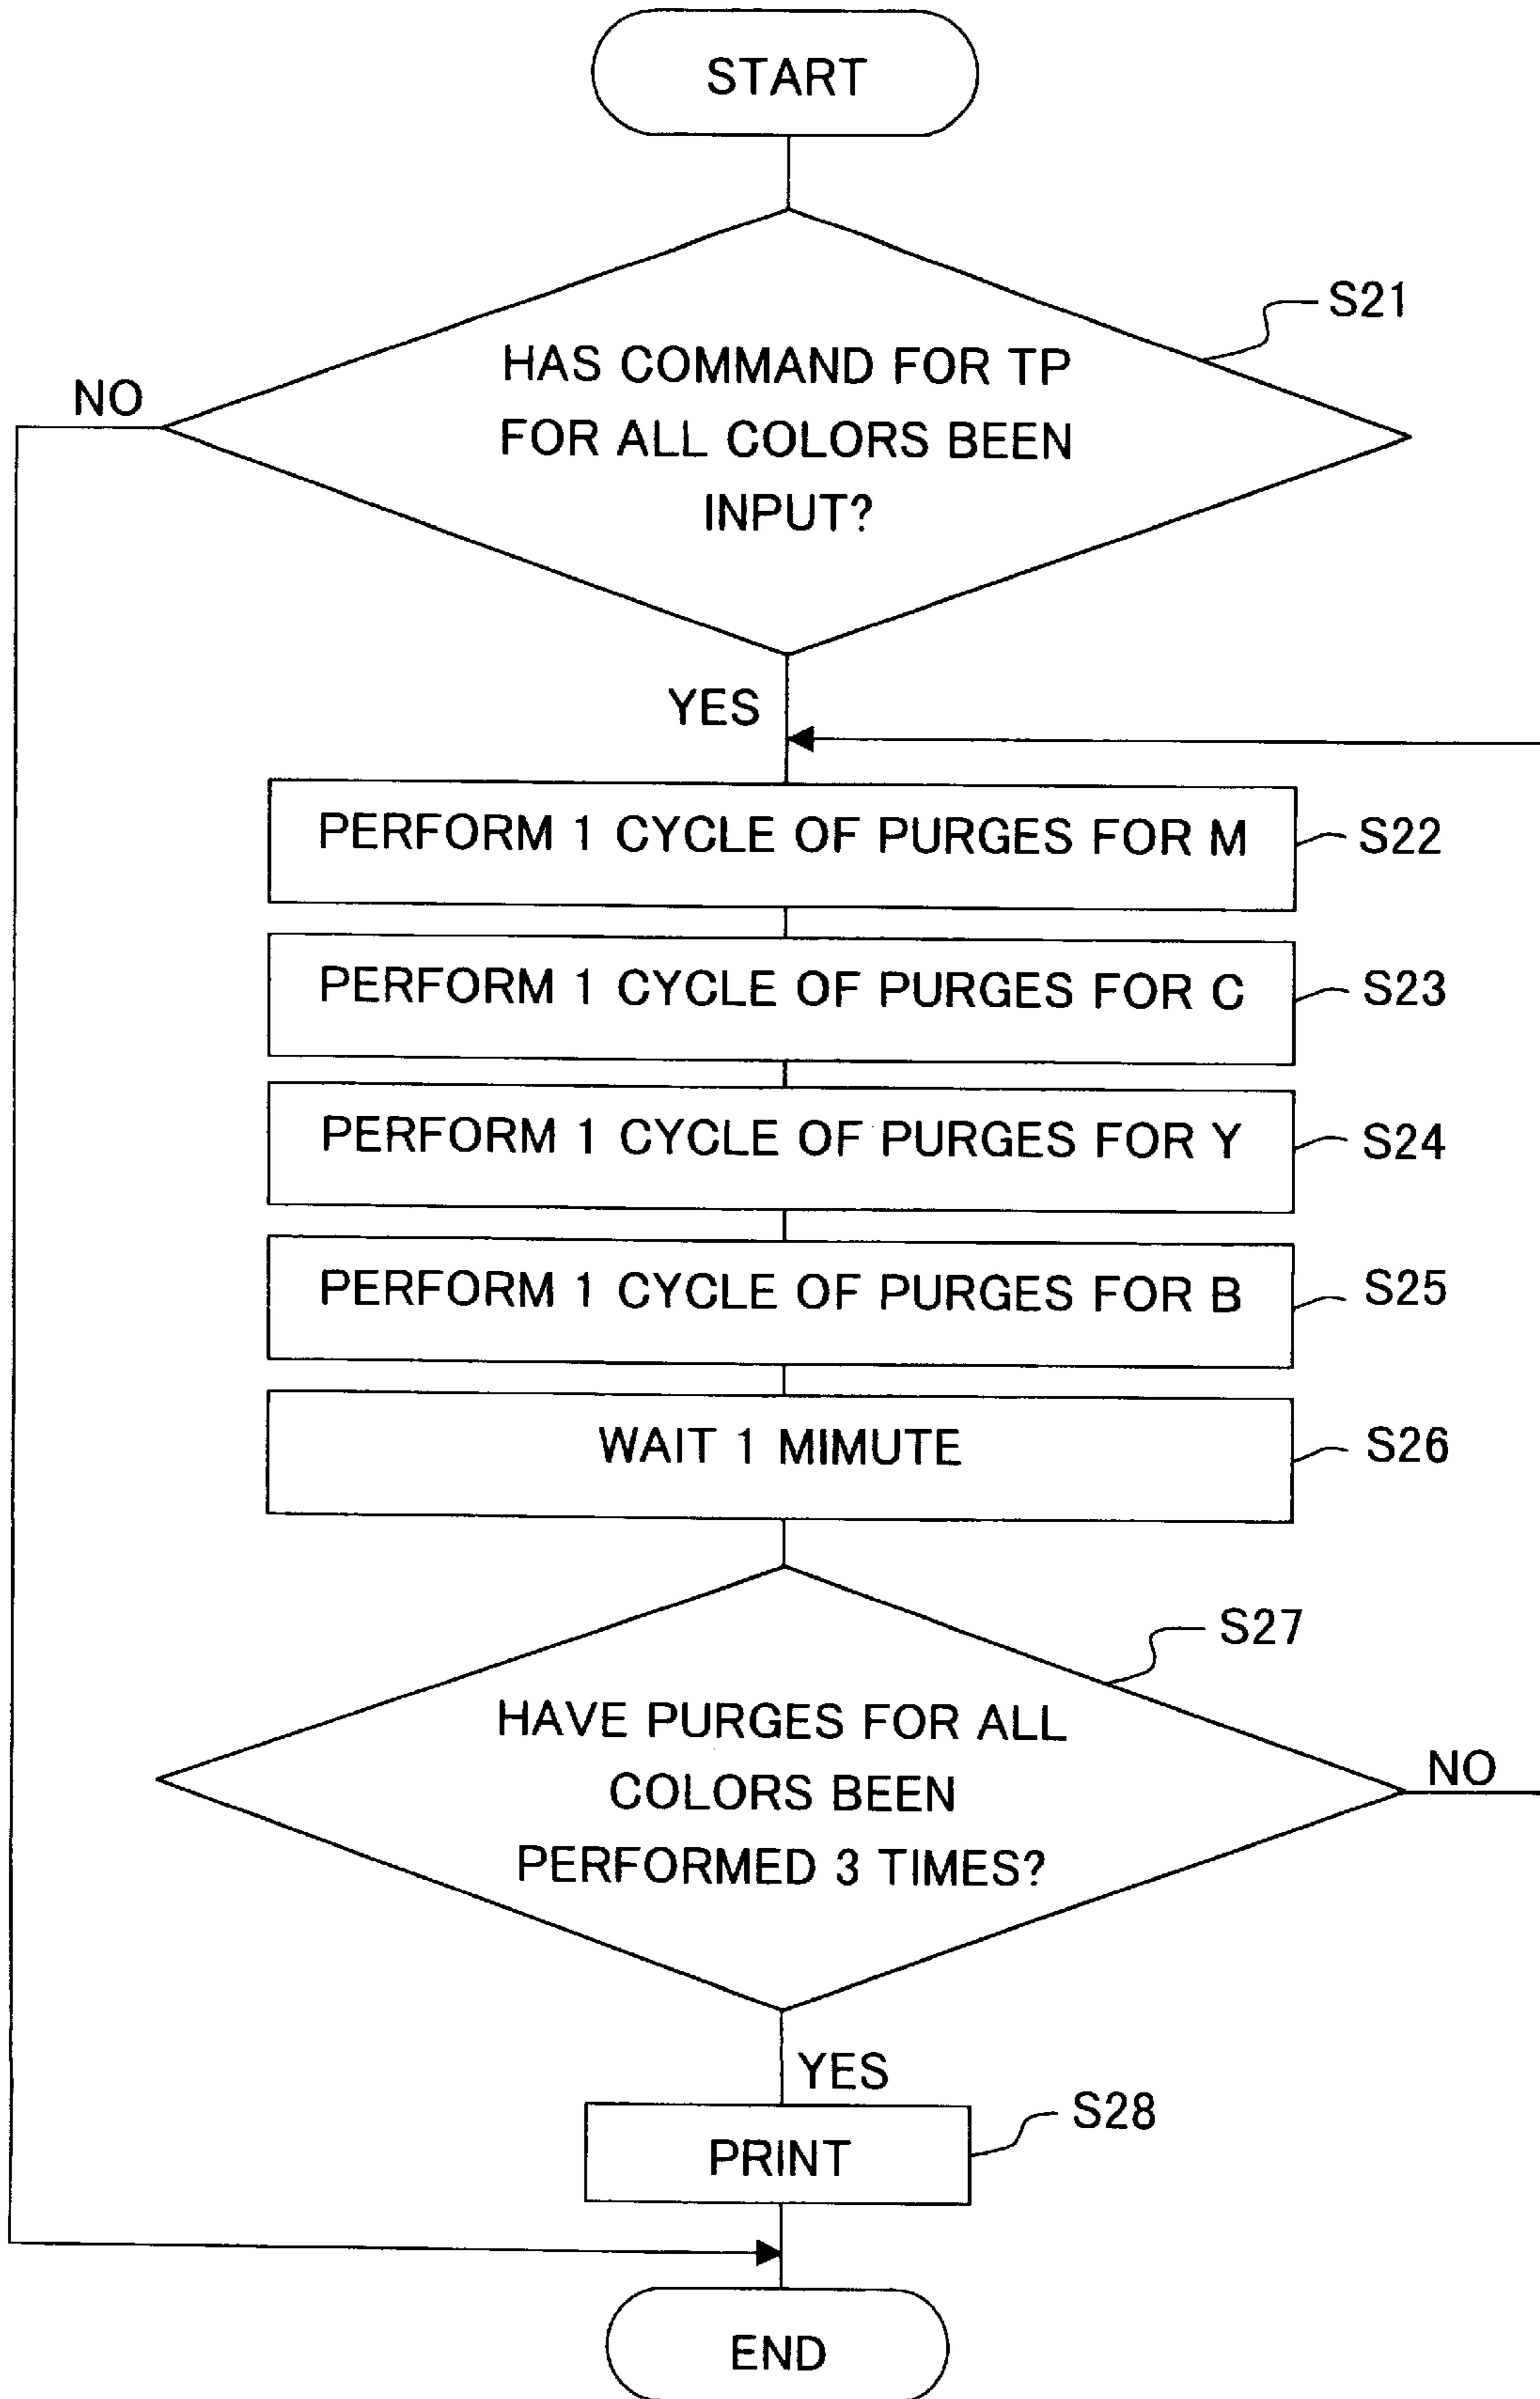 START
S21
HAS COMMAND FOR TP
NO
FOR ALL COLORS BEEN
INPUT?
YES
PERFORM 1 CYCLE OF PURGES FOR M
S22
PERFORM 1 CYCLE OF PURGES FOR C
S23
PERFORM 1 CYCLE OF PURGES FOR Y
S24
PERFORM 1 CYCLE OF PURGES FOR B
S25
WAIT 1 MIMUTE
S26
S27
HAVE PURGES FOR ALL
COLORS BEEN
NO
PERFORMED 3 TIMES?
YES
S28
PRINT
END